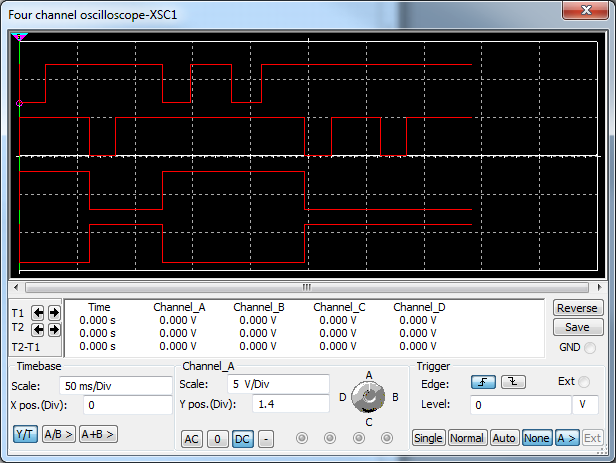 Four channel oscilloscope-XSC1
T1
T2
T2-T1
Time Channel_A Channel_B Channel_C Channel_D
0.000 s 0.000 V 0.000 V 0.000 V 0.000 V
0.000 s 0.000 V 0.000 V 0.000 V 0.000 V
0.000 s 0.000 V 0.000 V 0.000 V 0.000 V
Reverse
Save
GND
Timebase
Scale: 50 ms/Div
X pos.(Div): 0
Y/T A/B > A+B >
Channel_A
Scale: 5 V/Div
Y pos.(Div): 1.4
AC 0 DC -
A
D B
C
Trigger
Edge: Ext
Level: 0 V
Single Normal Auto None A > Ext